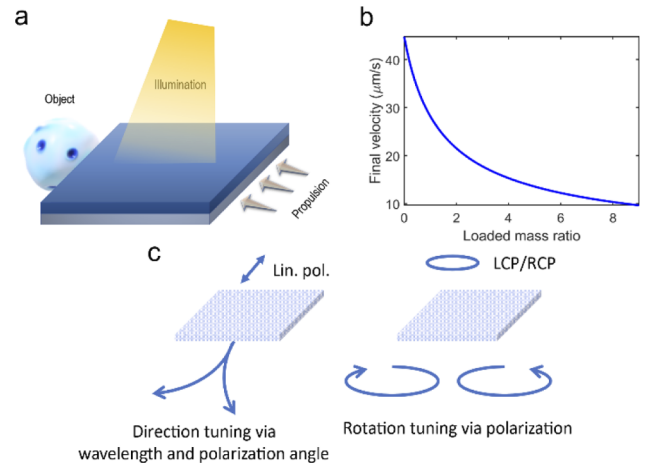 a
Illumination
Object
Propulsion
b
Final velocity (μm/s)
40
30
20
10
0
2
4
6
8
Loaded mass ratio
c
Lin. pol.
LCP/RCP
Direction tuning via
wavelength and polarization angle
Rotation tuning via polarization